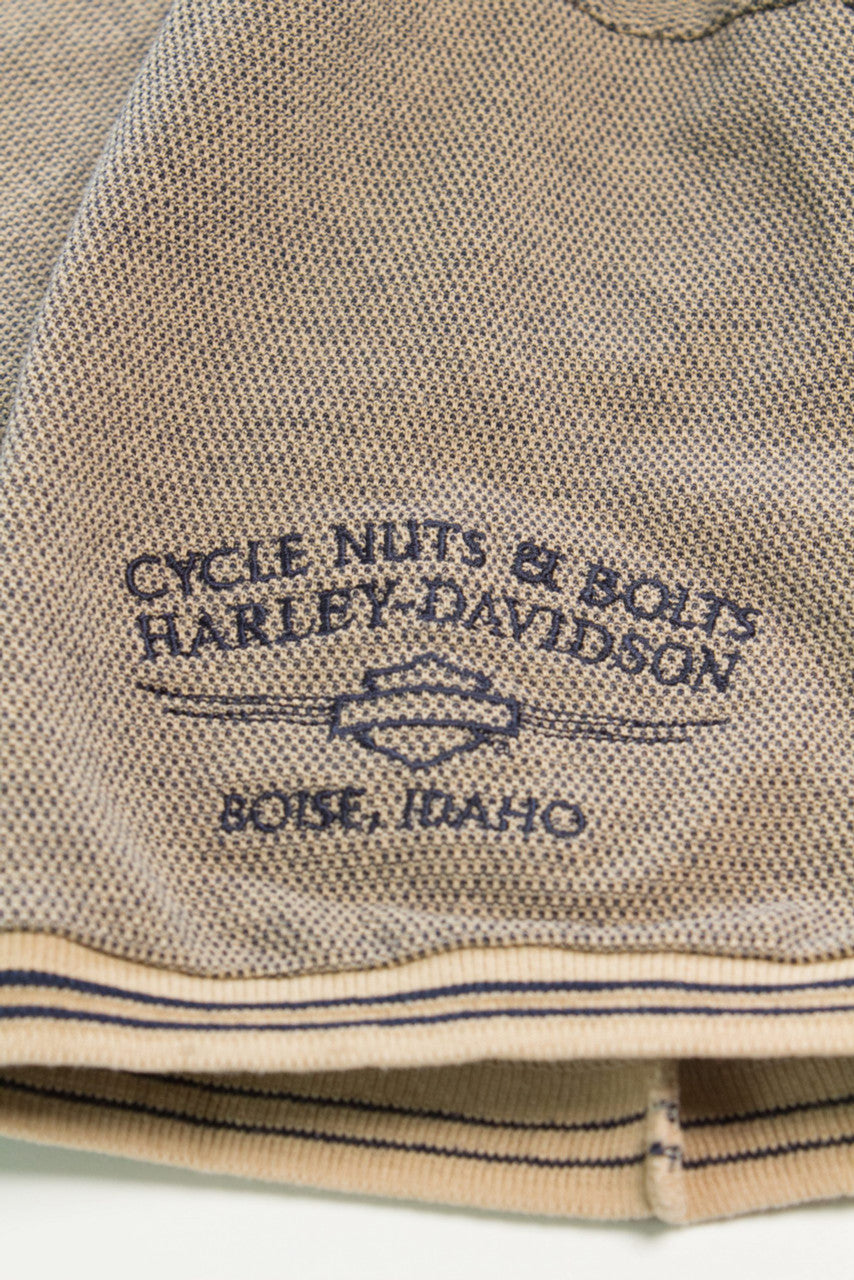 CYCLE NUTS & BOLTS
HARLEY-DAVIDSON
BOISE, IDAHO